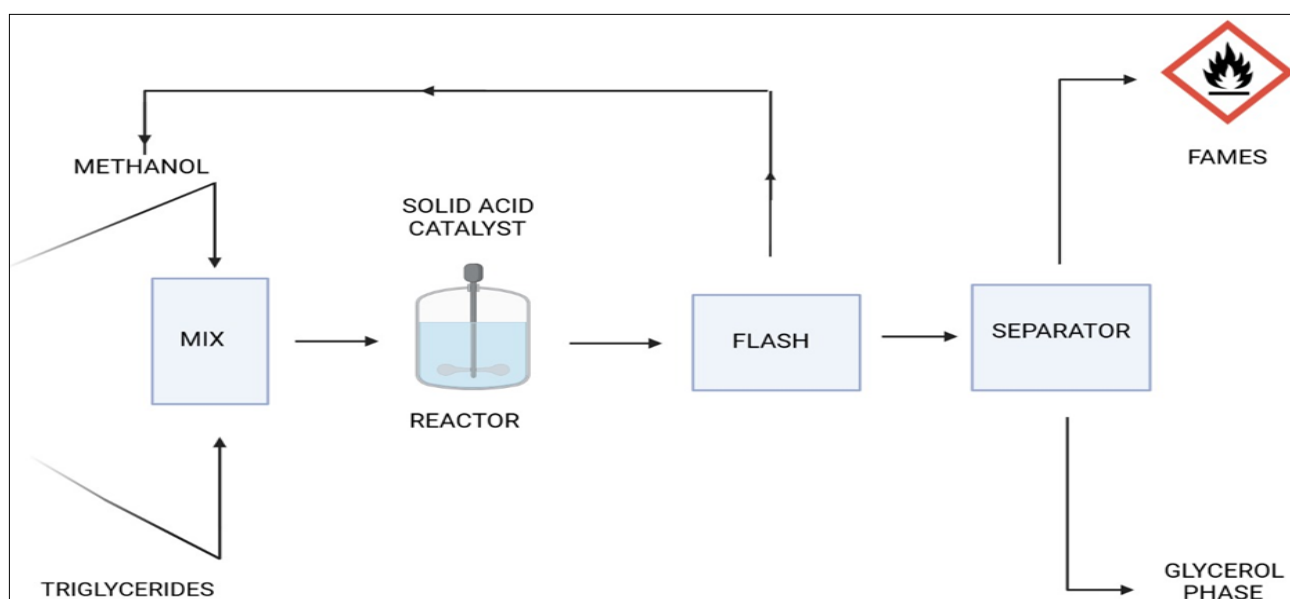 FAMES
METHANOL
SOLID ACID
CATALYST
MIX
FLASH
SEPARATOR
REACTOR
TRIGLYCERIDES
GLYCEROL
PHASE